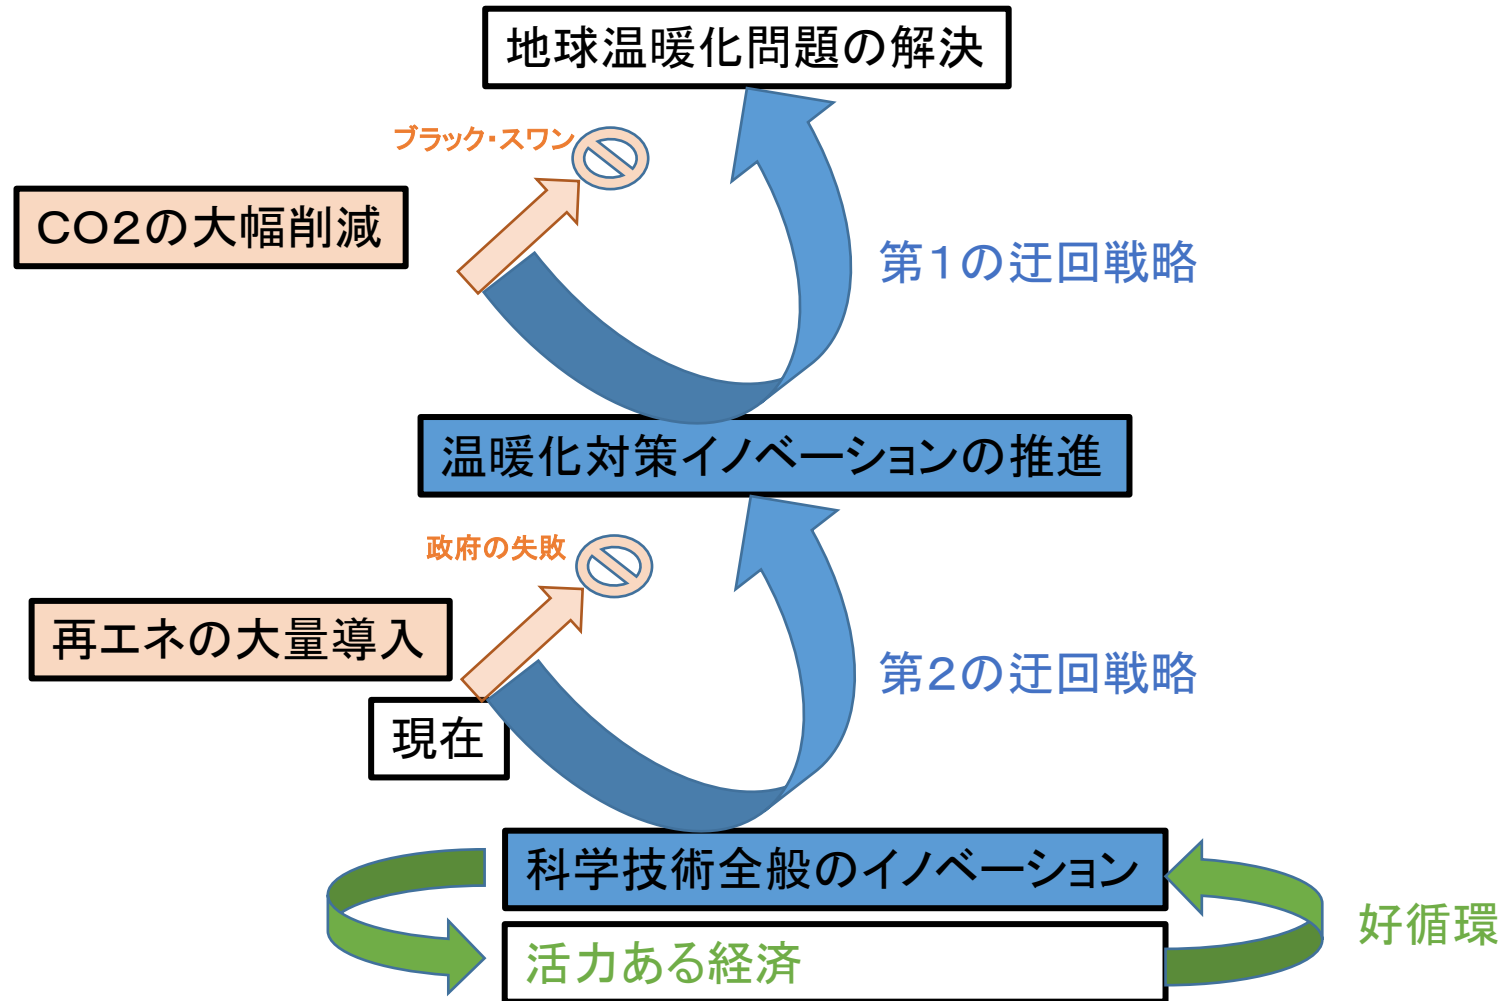 地球温暖化問題の解決
ブラック・スワン
CO2の大幅削減
第1の迂回戦略
温暖化対策イノベーションの推進
政府の失敗
再エネの大量導入
第2の迂回戦略
現在
科学技術全般のイノベーション
好循環
活力ある経済